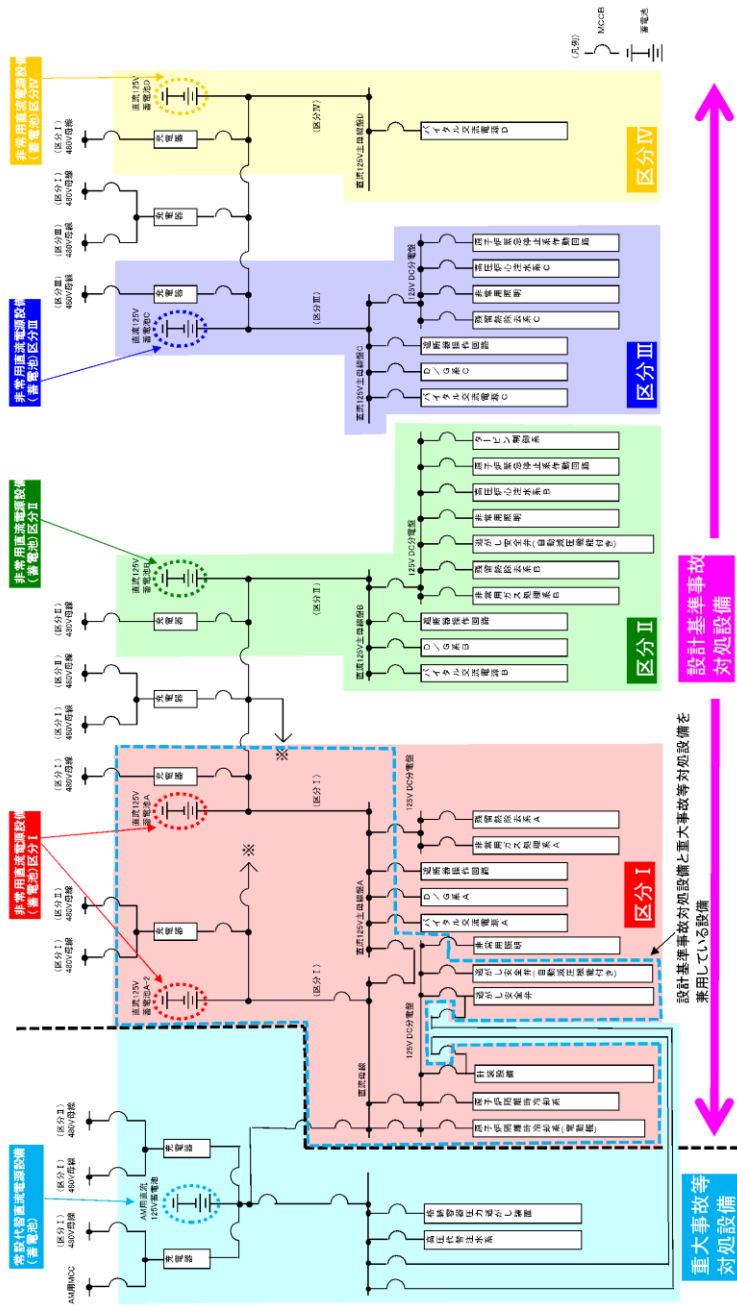 常設代替直流電源設備
(蓄電池)
非常用直流電源設備
(蓄電池)区分Ⅰ
非常用直流電源設備
(蓄電池)区分Ⅱ
非常用直流電源設備
(蓄電池)区分Ⅲ
非常用直流電源設備
(蓄電池)区分Ⅳ
AM用MCC
(区分Ⅰ)
480V母線
(区分Ⅰ)
480V母線
(区分Ⅱ)
480V母線
(区分Ⅰ)
480V母線
(区分Ⅱ)
480V母線
(区分Ⅰ)
480V母線
(区分Ⅰ)
480V母線
(区分Ⅱ)
480V母線
(区分Ⅱ)
480V母線
(区分Ⅲ)
480V母線
(区分Ⅲ)
480V母線
(区分Ⅰ)
480V母線
(区分Ⅰ)
480V母線
充電器
充電器
充電器
充電器
充電器
充電器
充電器
充電器
充電器
AM用直流
125V蓄電池
直流125V
蓄電池A-2
直流125V
蓄電池A
直流125V
蓄電池B
直流125V
蓄電池C
直流125V
蓄電池D
※
※
(区分Ⅰ)
(区分Ⅰ)
(区分Ⅱ)
(区分Ⅲ)
(区分Ⅳ)
直流母線
直流125V主母線盤A
直流125V主母線盤B
直流125V主母線盤C
直流125V主母線盤D
125V DC分電盤
125V DC分電盤
125V DC分電盤
125V DC分電盤
格納容器圧力逃がし装置
高圧代替注水系
原子炉隔離時冷却系(電動機)
原子炉隔離時冷却系
計装設備
逃がし安全弁
逃がし安全弁(自動減圧機能付き)
非常用照明
バイタル交流電源A
D/G系A
遮断器操作回路
非常用ガス処理系A
残留熱除去系A
バイタル交流電源B
D/G系B
遮断器操作回路
非常用ガス処理系B
残留熱除去系B
逃がし安全弁(自動減圧機能付き)
非常用照明
高圧炉心注水系B
原子炉緊急停止系作動回路
タービン制御系
バイタル交流電源C
D/G系C
遮断器操作回路
残留熱除去系C
非常用照明
高圧炉心注水系C
原子炉緊急停止系作動回路
バイタル交流電源D
区分Ⅰ
区分Ⅱ
区分Ⅲ
区分Ⅳ
設計基準事故対処設備と重大事故等対処設備を
兼用している設備
重大事故等
対処設備
設計基準事故
対処設備
(凡例)
MCCB
蓄電池